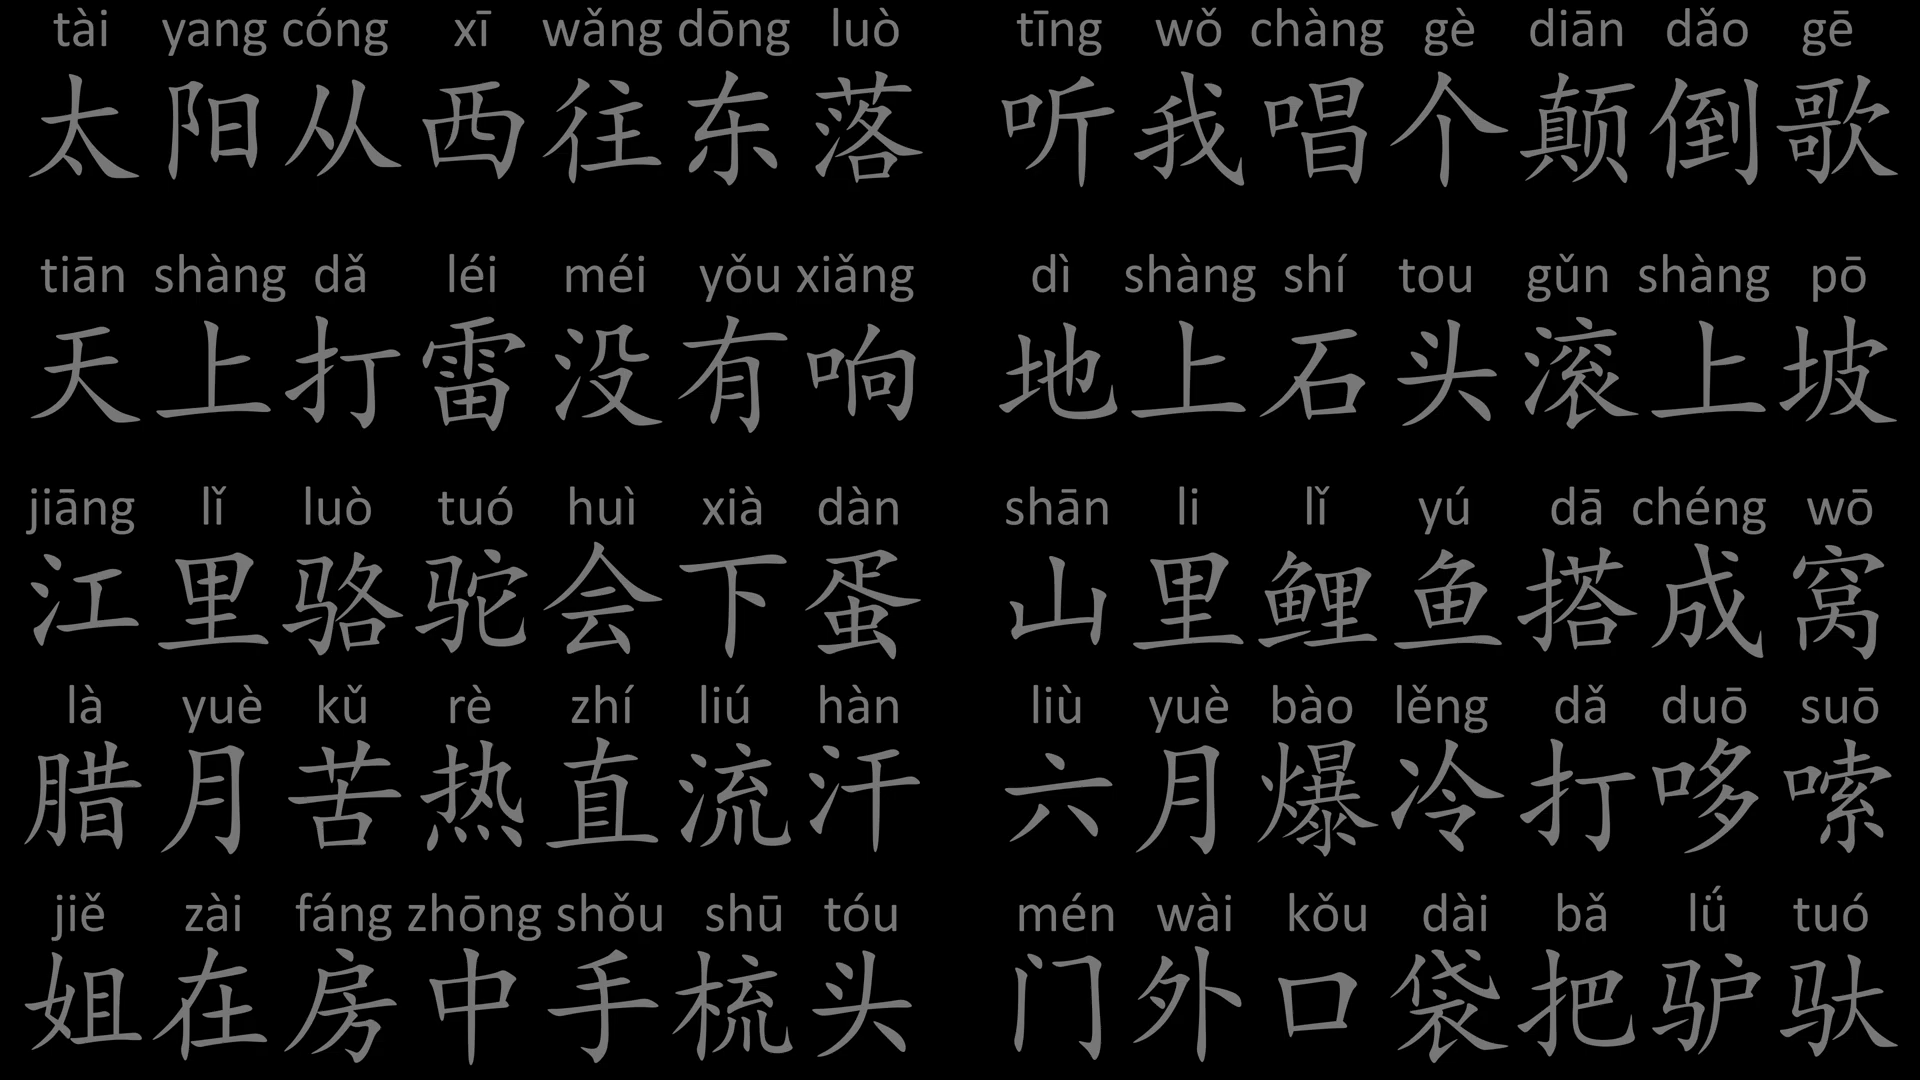 tài yang cóng xī wǎng dōng luò tīng wǒ chàng gè diān dǎo gē
太阳从西往东落 听我唱个颠倒歌
tiān shàng dǎ léi méi yǒu xiǎng dì shàng shí tou gǔn shàng pō
天上打雷没有响 地上石头滚上坡
jiāng lǐ luò tuó huì xià dàn shān li lǐ yú dā chéng wō
江里骆驼会下蛋 山里鲤鱼搭成窝
là yuè kǔ rè zhí liú hàn liù yuè bào lěng dǎ duō suō
腊月苦热直流汗 六月爆冷打哆嗦
jiě zài fáng zhōng shǒu shū tóu mén wài kǒu dài bǎ lǘ tuó
姐在房中手梳头 门外口袋把驴驮